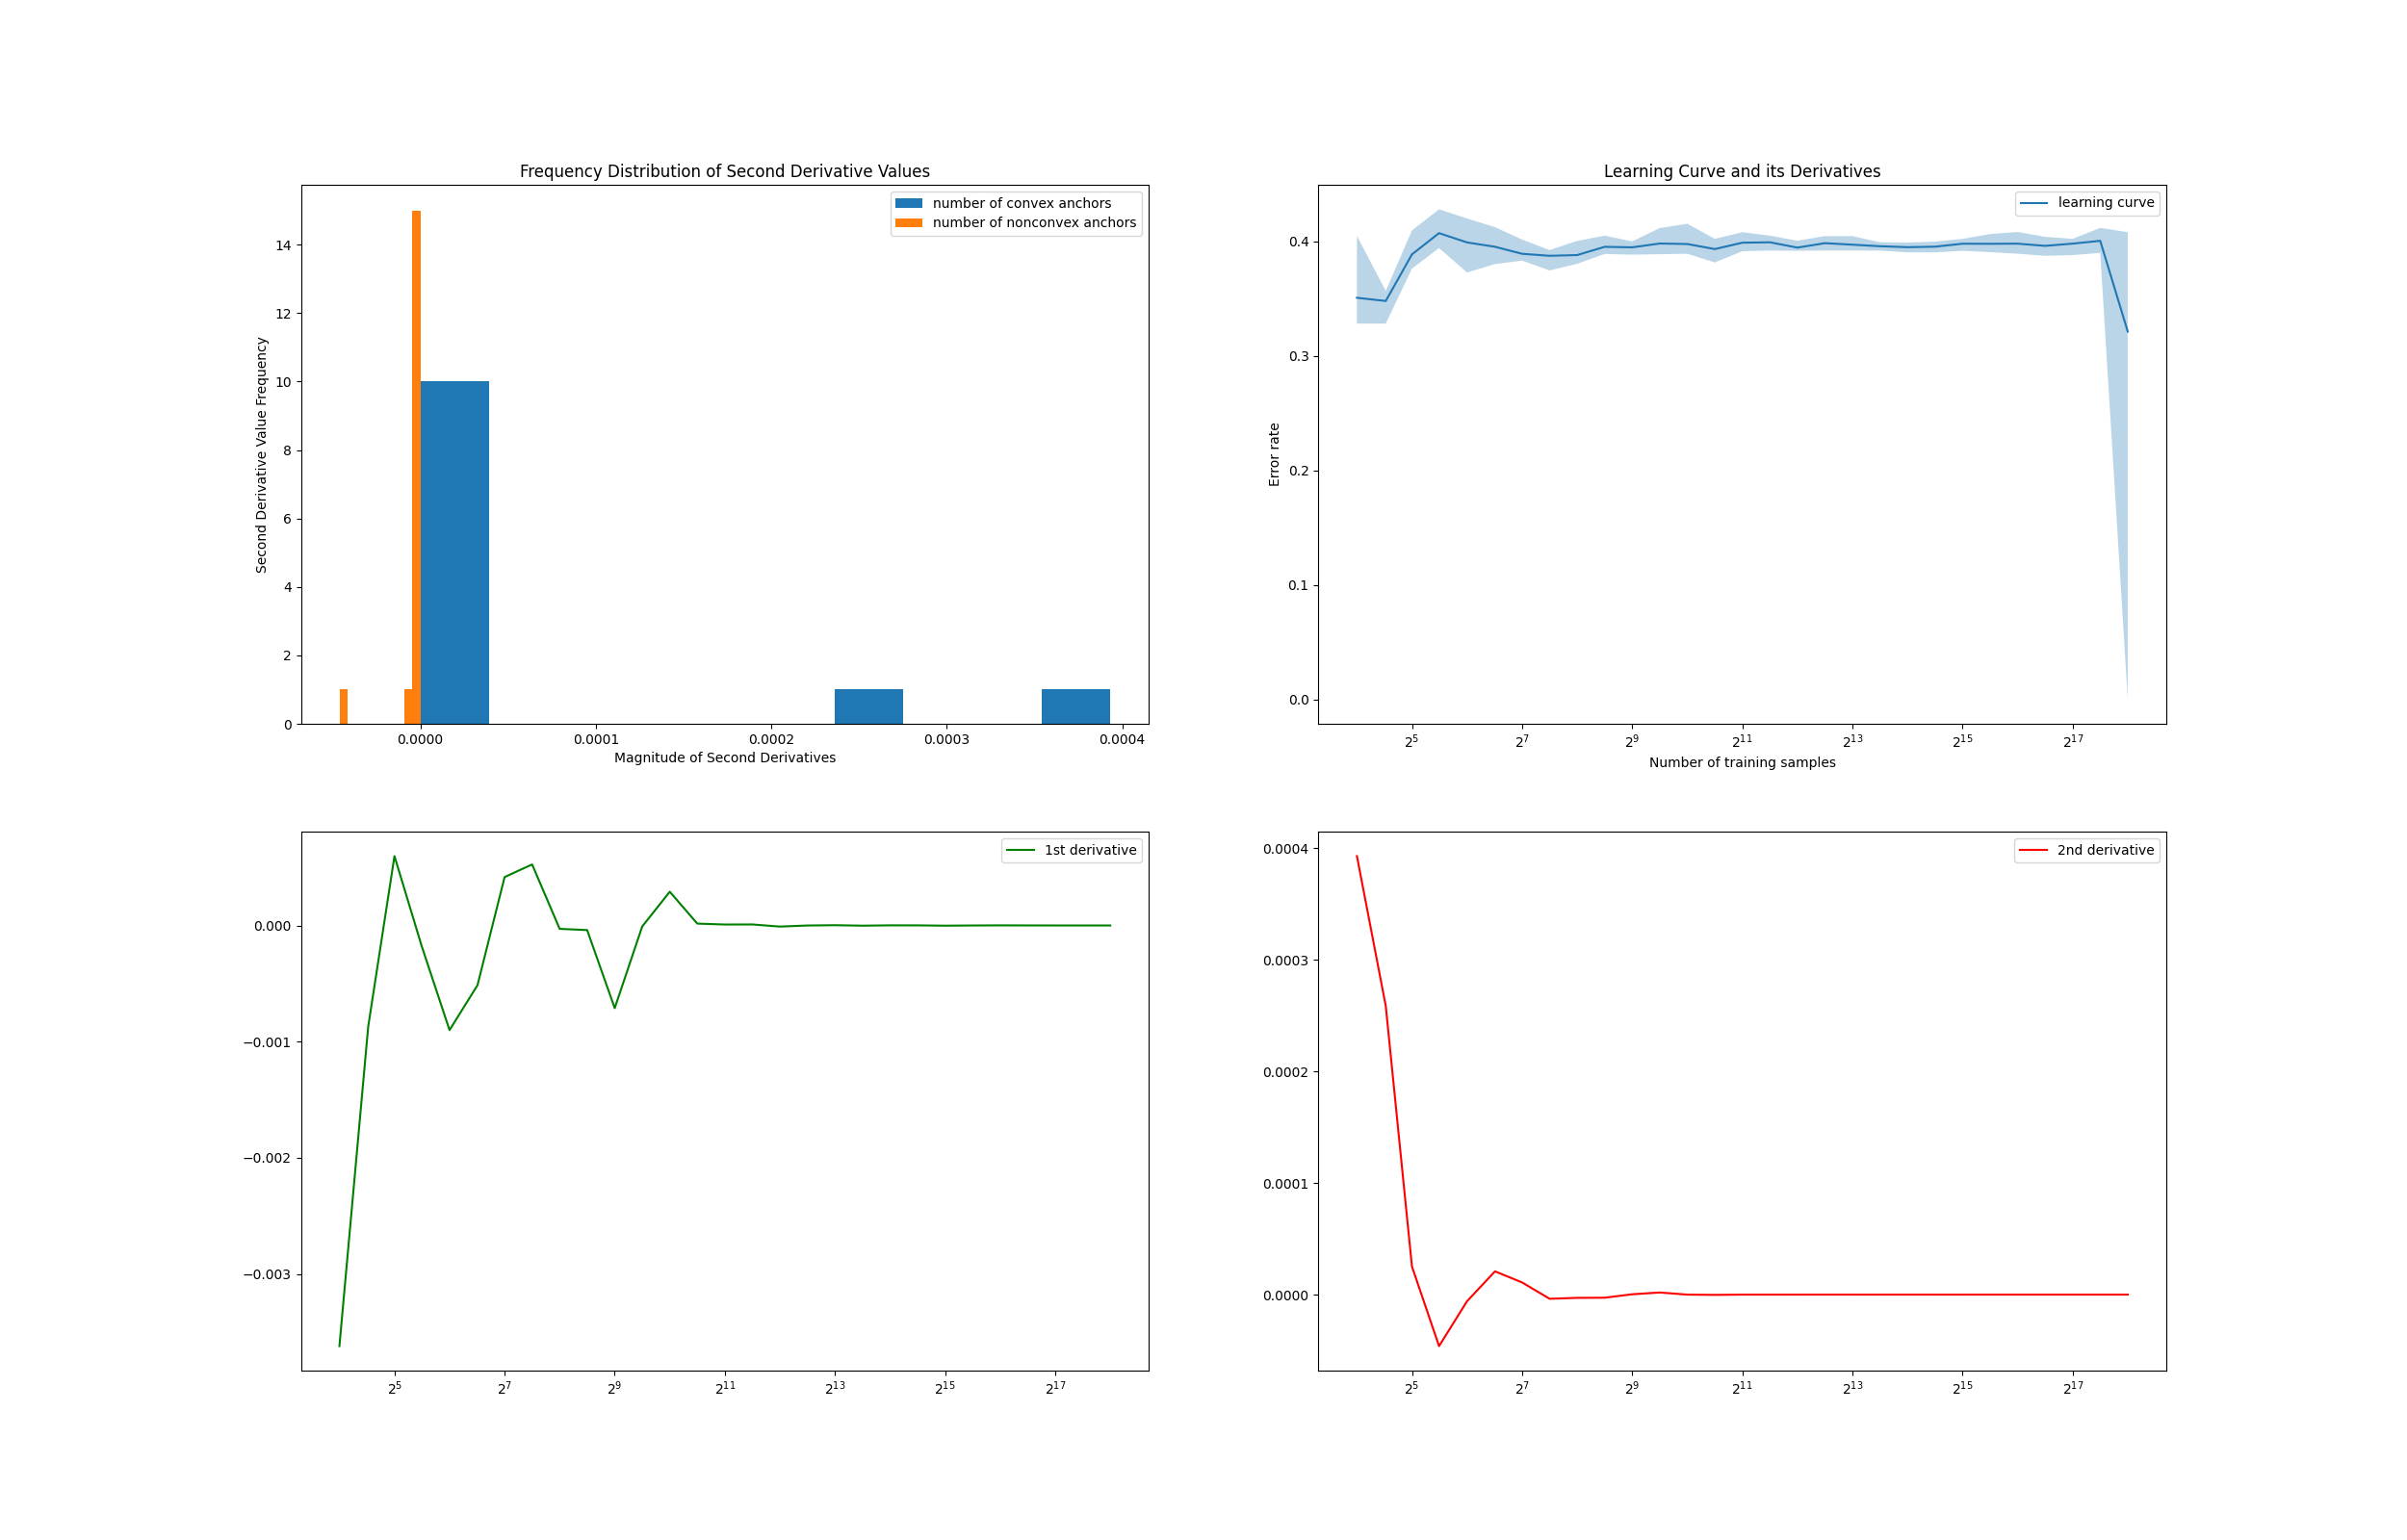 Frequency Distribution of Second Derivative Values
number of convex anchors
number of nonconvex anchors
Second Derivative Value Frequency
14
12
10
8
6
4
2
0
0.0000 0.0001 0.0002 0.0003 0.0004
Magnitude of Second Derivatives
Learning Curve and its Derivatives
learning curve
Error rate
0.4
0.3
0.2
0.1
0.0
2^5 2^7 2^9 2^11 2^13 2^15 2^17
Number of training samples
1st derivative
0.000
−0.001
−0.002
−0.003
2^5 2^7 2^9 2^11 2^13 2^15 2^17
2nd derivative
0.0004
0.0003
0.0002
0.0001
0.0000
2^5 2^7 2^9 2^11 2^13 2^15 2^17